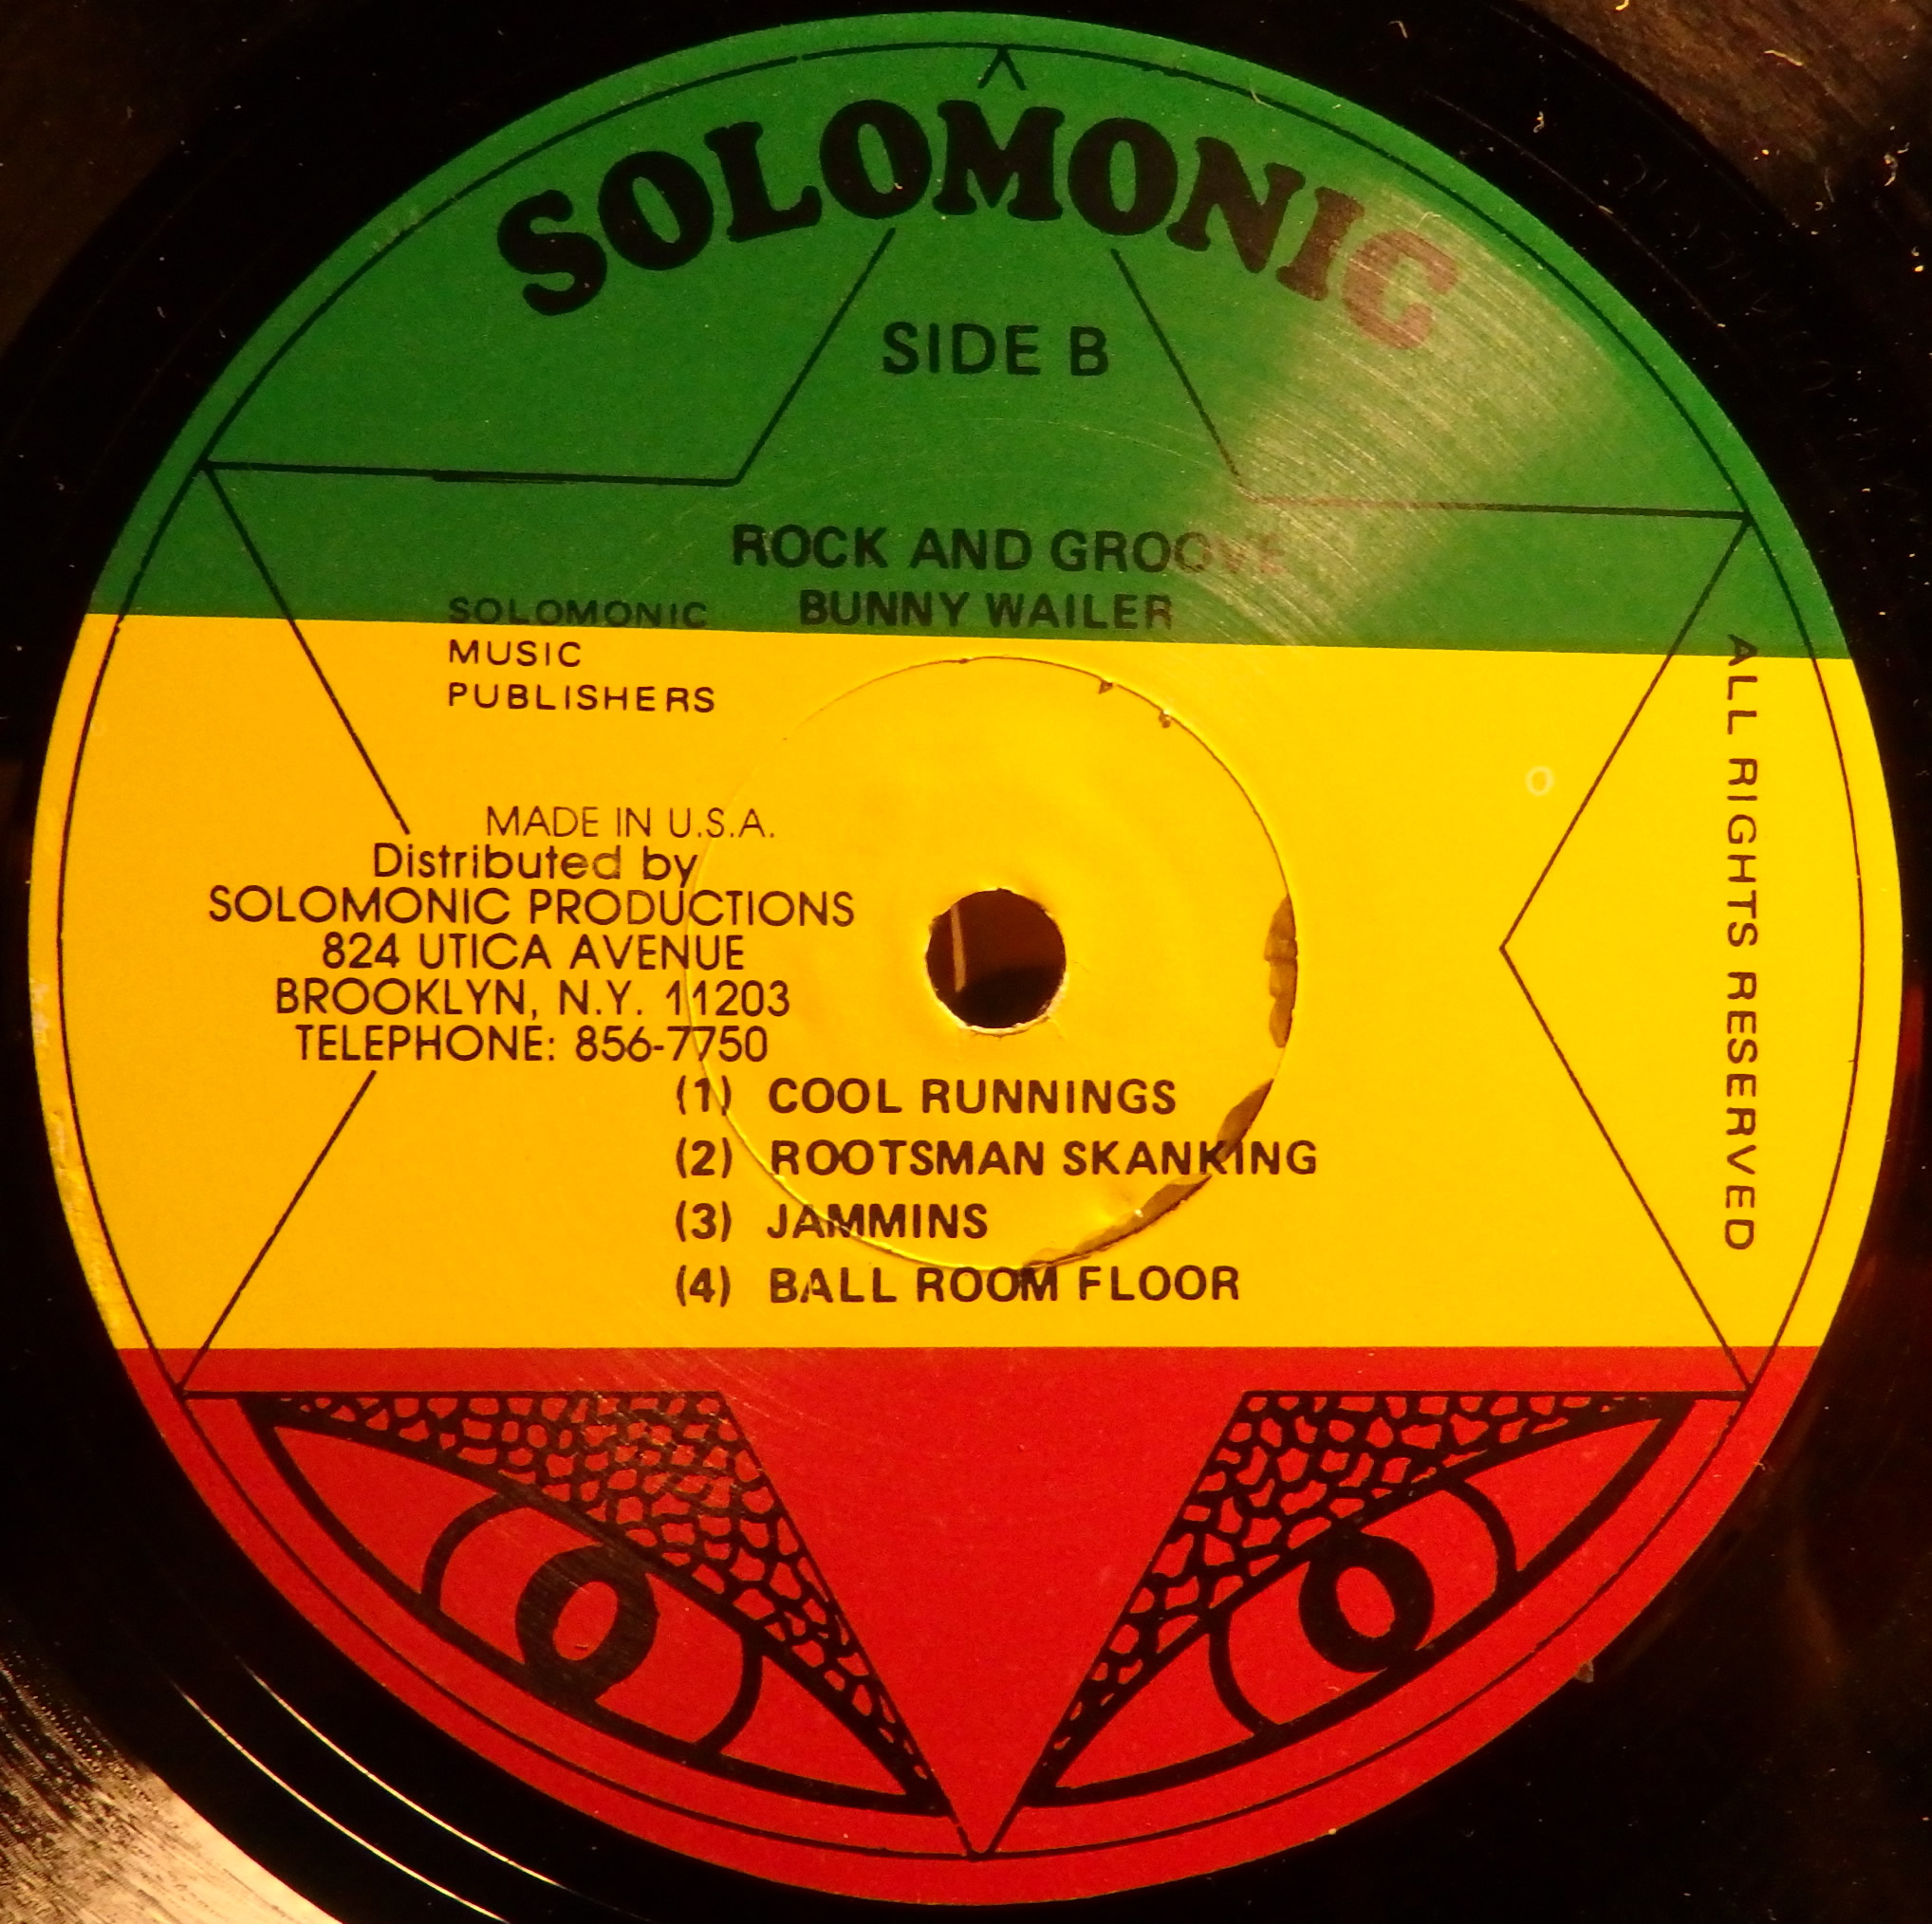 SOLOMONIC
SIDE B
ROCK AND GROOVE
BUNNY WAILER
SOLOMONIC
MUSIC
PUBLISHERS
MADE IN U.S.A.
Distributed by
SOLOMONIC PRODUCTIONS
824 UTICA AVENUE
BROOKLYN, N.Y. 11203
TELEPHONE: 856-7750
(1) COOL RUNNINGS
(2) ROOTSMAN SKANKING
(3) JAMMINS
(4) BALL ROOM FLOOR
ALL RIGHTS RESERVED